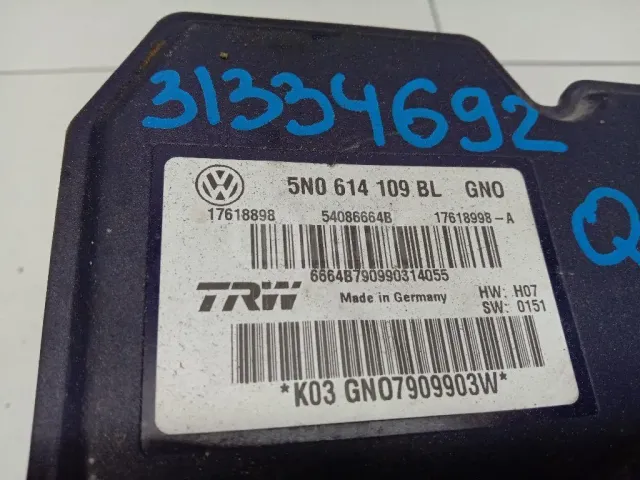 31334692
5N0 614 109 BL GNO
17618898 54086664B 17618998-A
6664B790990314055
TRW Made in Germany HW: H07
SW: 0151
*K03 GNO7909903W*
Q